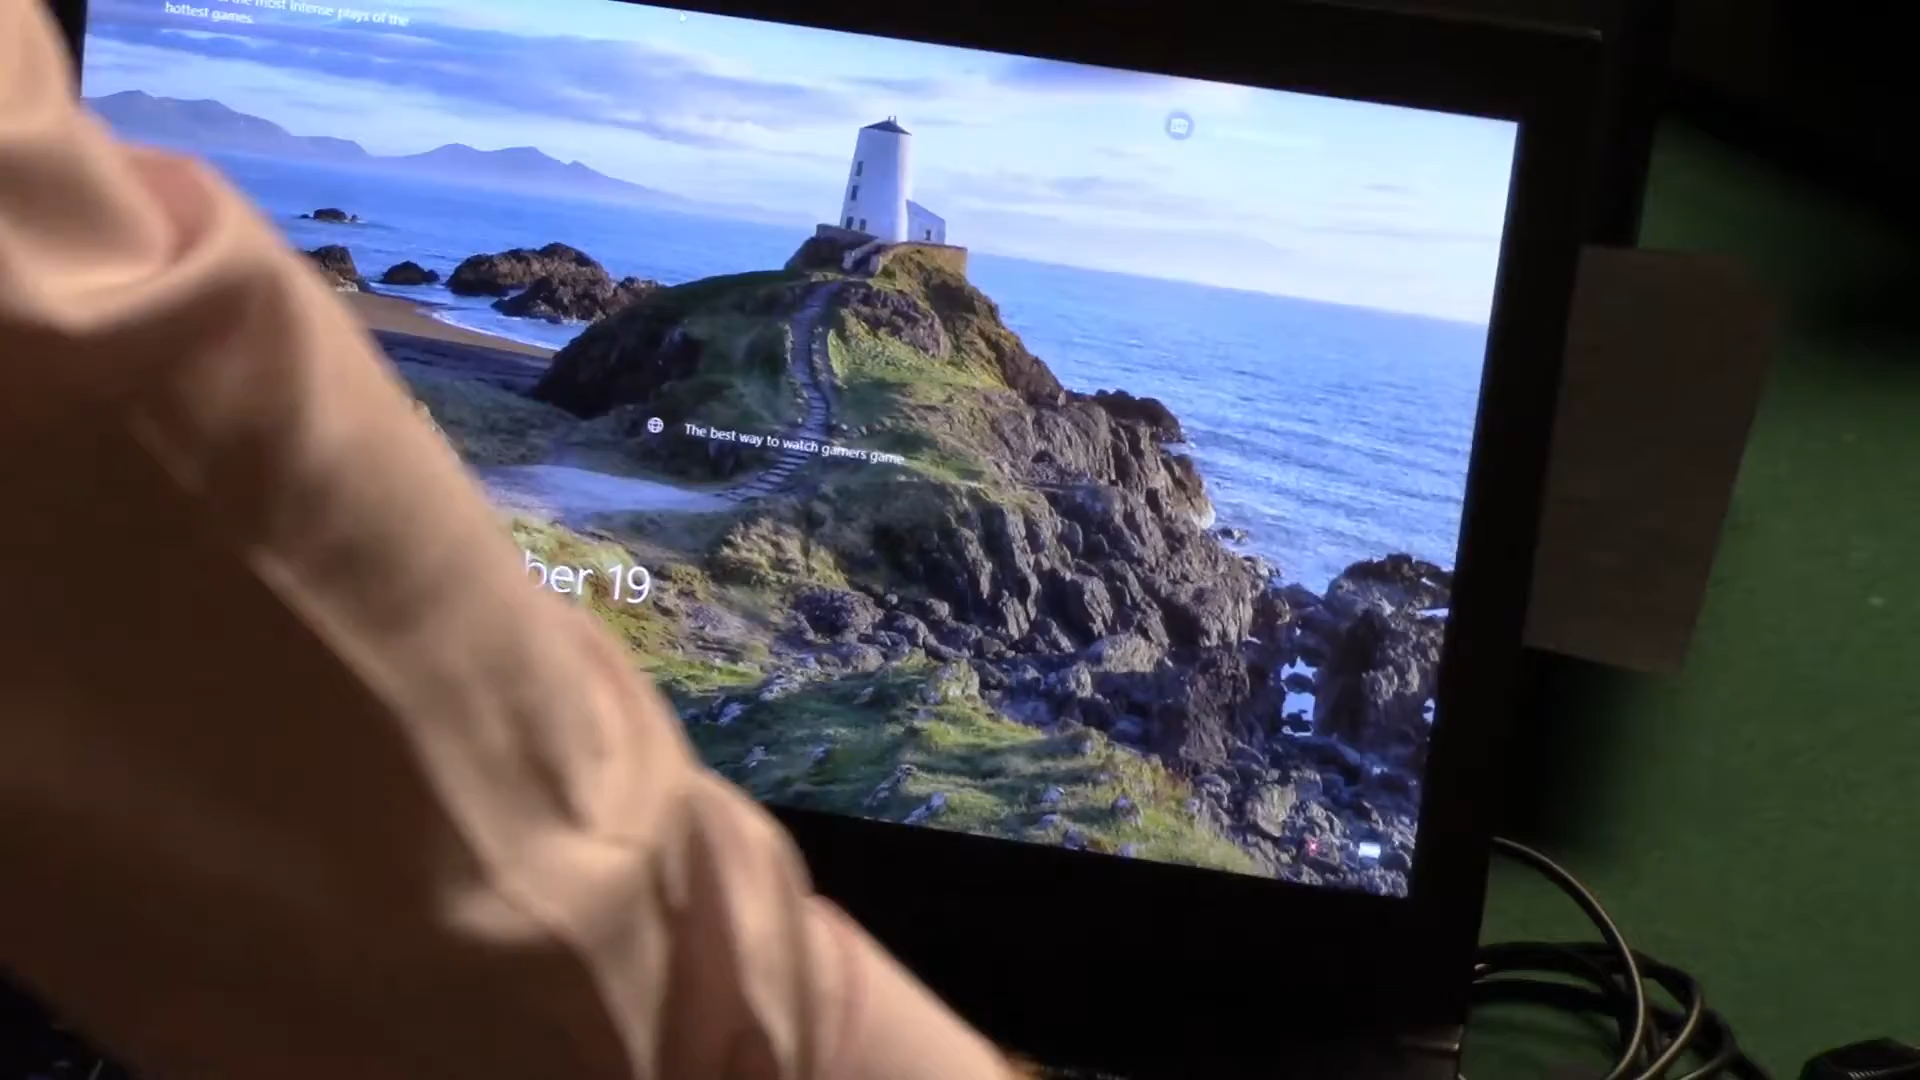 the most intense plays of the
hottest games.
The best way to watch gamers game
ber 19